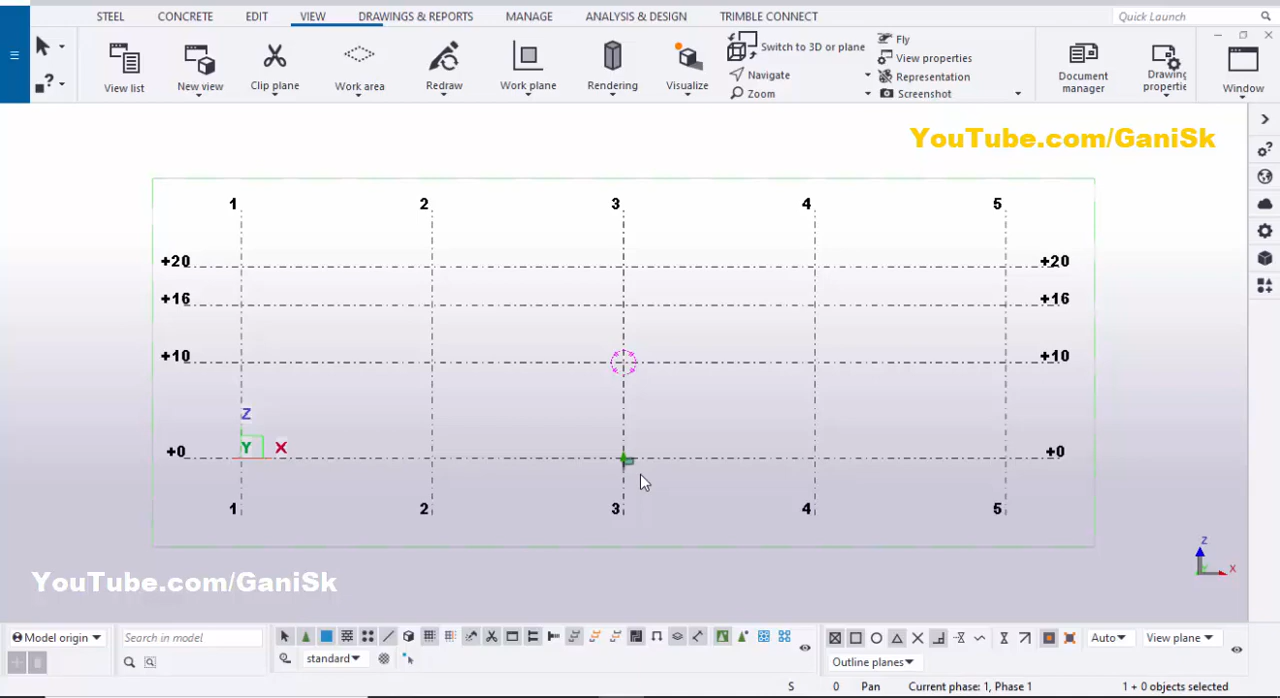 STEEL CONCRETE EDIT VIEW DRAWINGS & REPORTS MANAGE ANALYSIS & DESIGN TRIMBLE CONNECT Quick Launch
View list New view Clip plane Work area Redraw Work plane Rendering Visualize
Switch to 3D or plane
Navigate
Zoom
Fly
View properties
Representation
Screenshot
Document
manager
Drawing
propertie
Window
YouTube.com/GaniSk
1 2 3 4 5
+20 +20
+16 +16
+10 +10
Z
Y X
+0 +0
1 2 3 4 5
Z
Y X
YouTube.com/GaniSk
Model origin Search in model Auto View plane
standard Outline planes
S 0 Pan Current phase: 1, Phase 1 1 + 0 objects selected